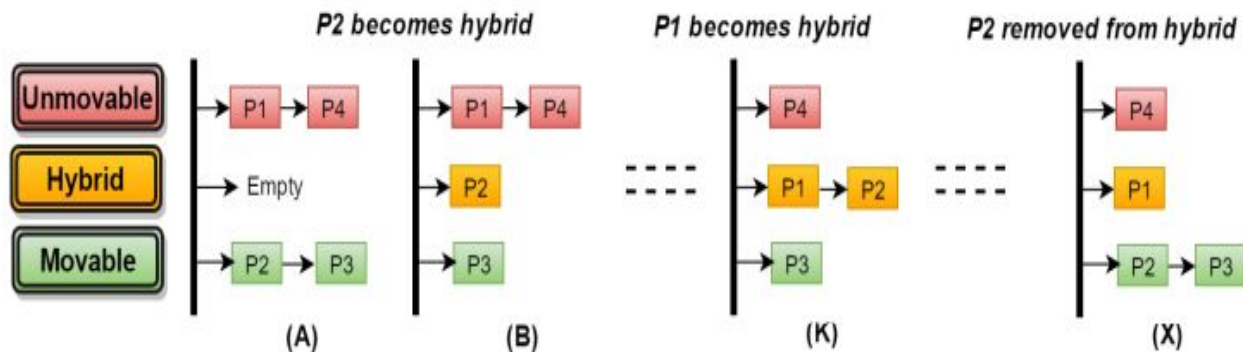 P2 becomes hybrid P1 becomes hybrid P2 removed from hybrid
Unmovable P1 P4 P1 P4 P4 P4
Hybrid Empty P2 P1 P2 P1
Movable P2 P3 P3 P3 P2 P3
(A) (B) (K) (X)